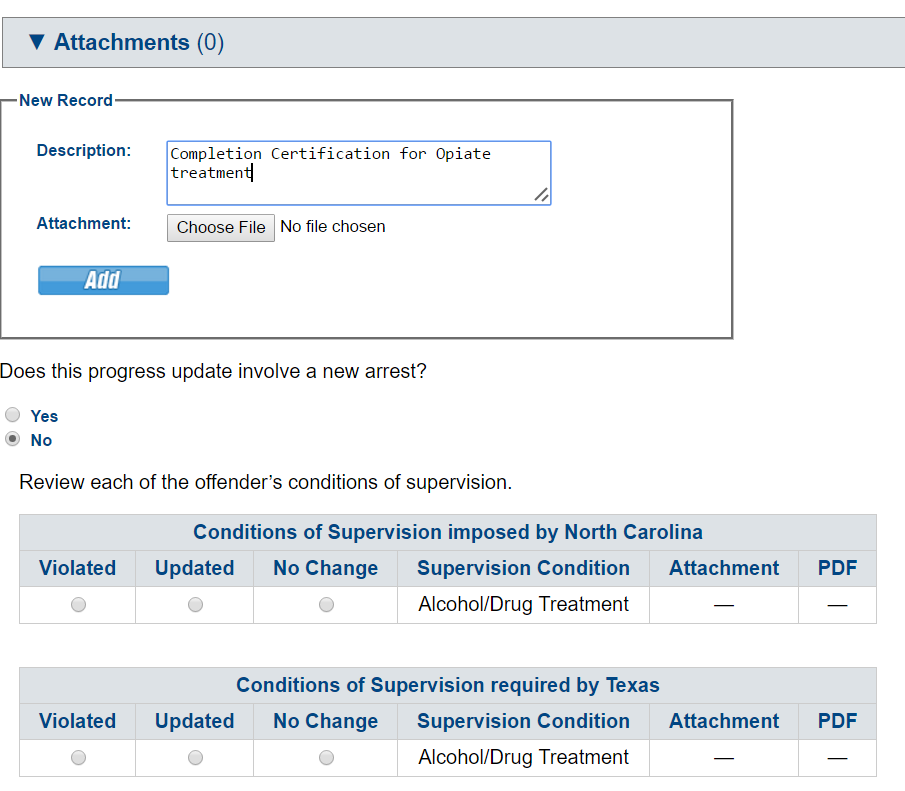 ▼ Attachments (0)
New Record
Description:
Completion Certification for Opiate
treatment
Attachment: Choose File No file chosen
Add
Does this progress update involve a new arrest?
Yes
No
Review each of the offender’s conditions of supervision.
Conditions of Supervision imposed by North Carolina
Violated Updated No Change Supervision Condition Attachment PDF
Alcohol/Drug Treatment — —
Conditions of Supervision required by Texas
Violated Updated No Change Supervision Condition Attachment PDF
Alcohol/Drug Treatment — —